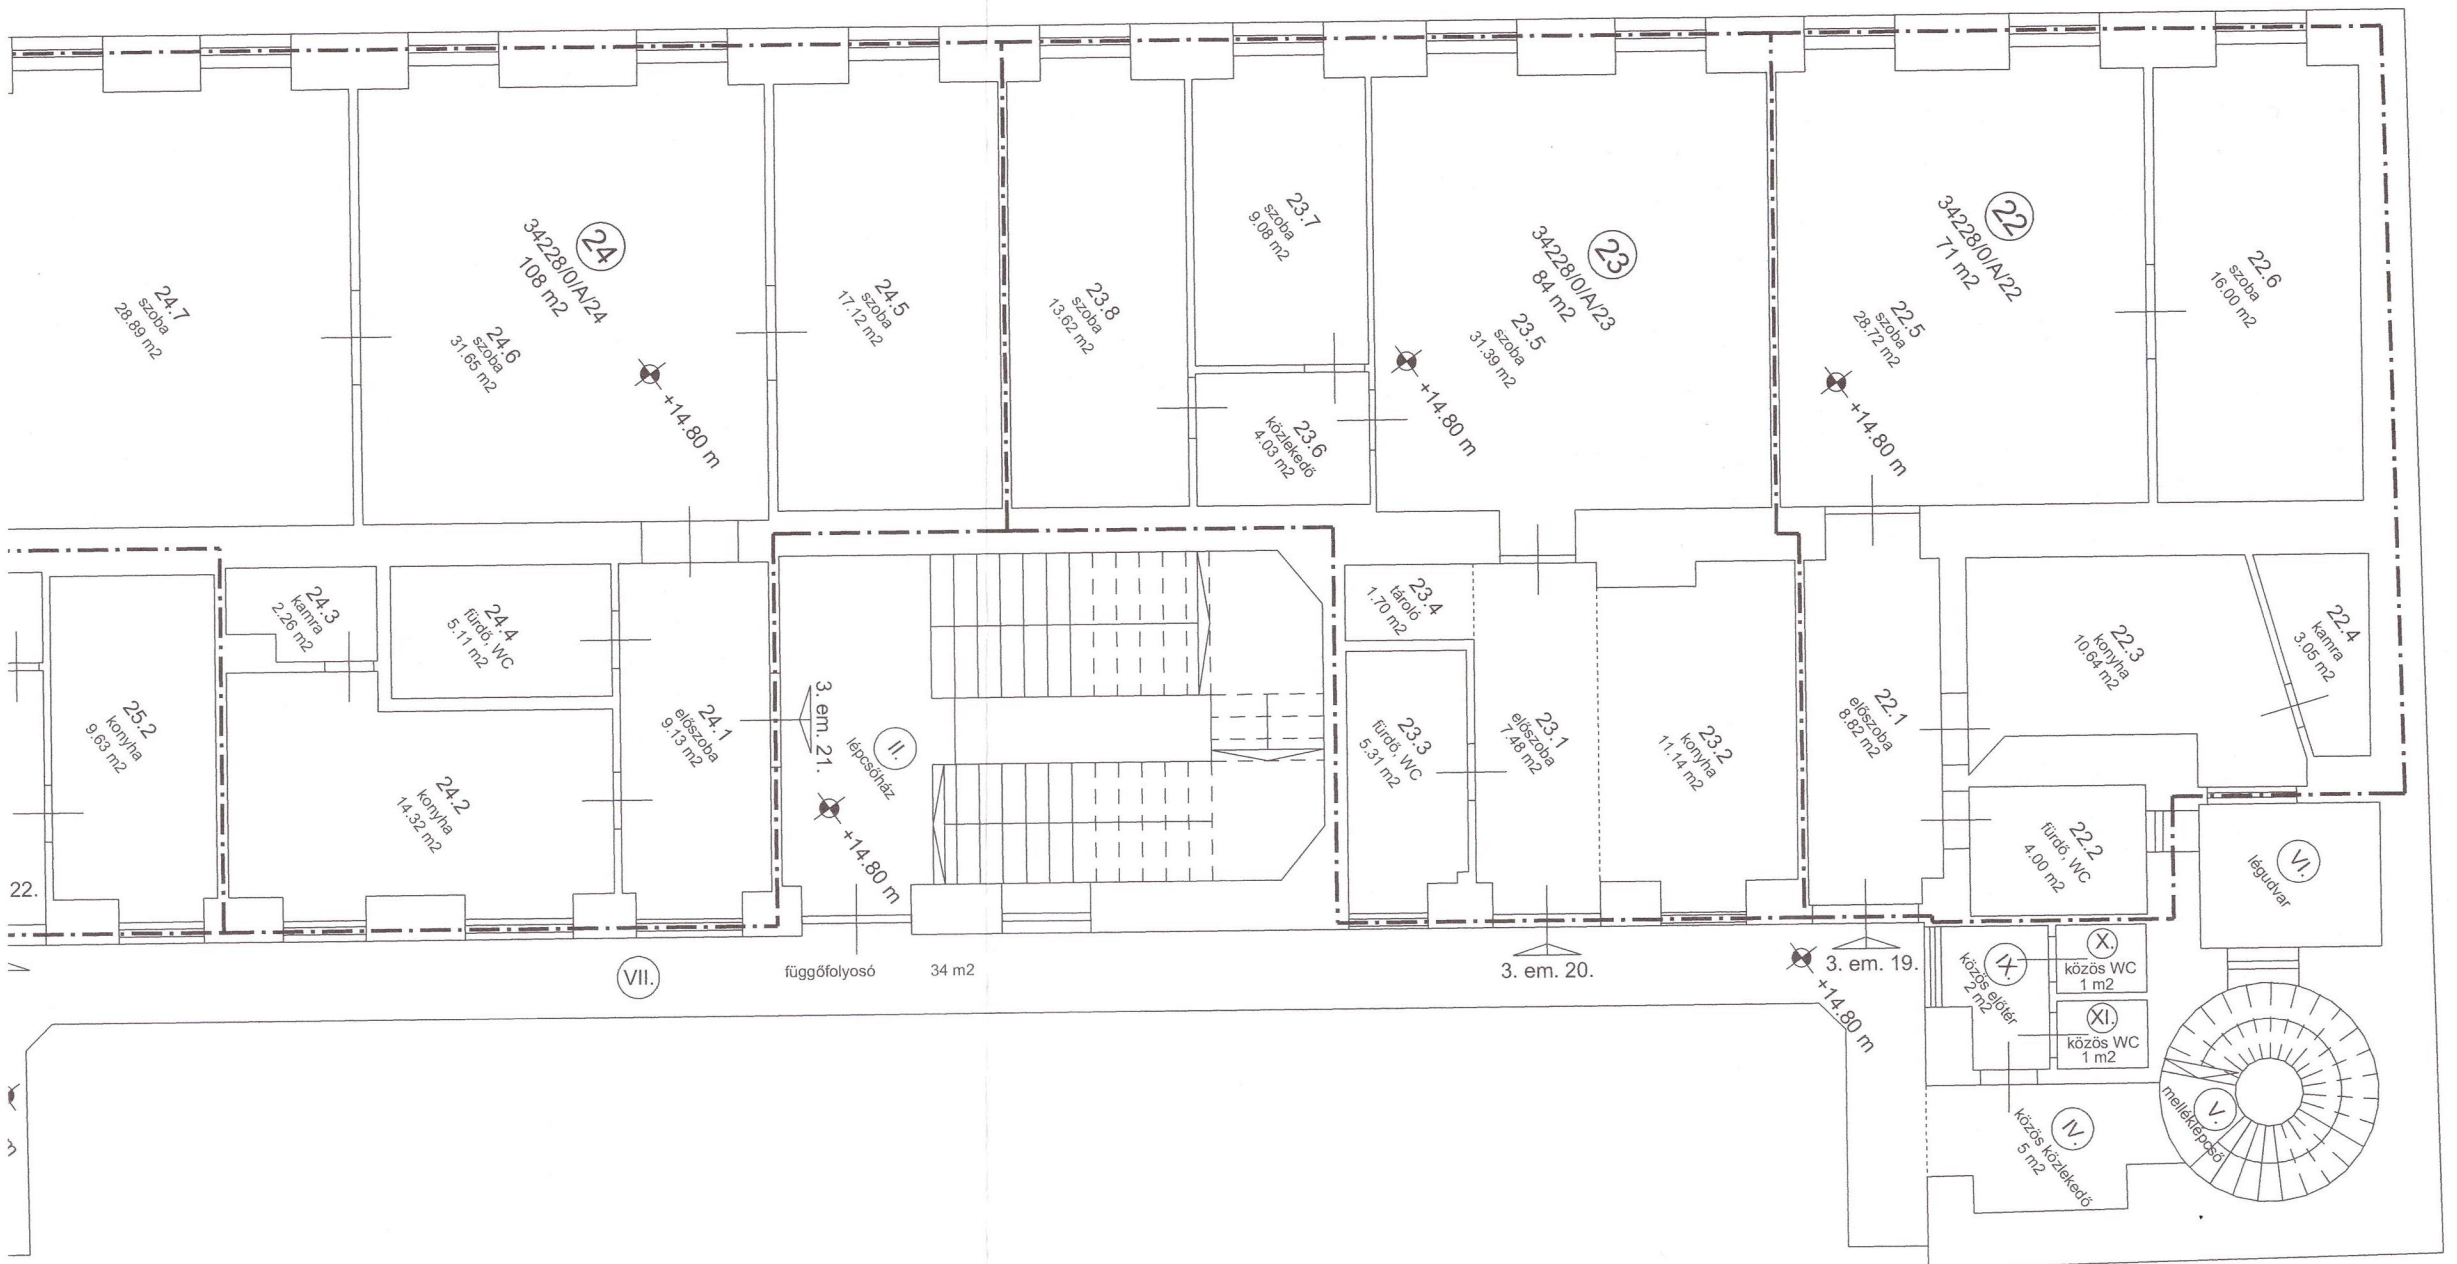 24.7
szoba
28.89 m2
24
34228/0/A/24
108 m2
24.6
szoba
31.65 m2
+14.80 m
24.5
szoba
17.12 m2
23.8
szoba
13.62 m2
23.7
szoba
9.08 m2
23.6
közlekedő
4.03 m2
23
34228/0/A/23
84 m2
23.5
szoba
31.39 m2
+14.80 m
22
34228/0/A/22
71 m2
22.5
szoba
28.72 m2
+14.80 m
22.6
szoba
16.00 m2
25.2
konyha
9.63 m2
22.
24.3
kamra
2.26 m2
24.4
fürdő, WC
5.11 m2
24.2
konyha
14.32 m2
24.1
előszoba
9.13 m2
3. em. 21.
II.
lépcsőház
+14.80 m
23.4
tároló
1.70 m2
23.3
fürdő, WC
5.31 m2
23.1
előszoba
7.48 m2
23.2
konyha
11.14 m2
22.1
előszoba
8.82 m2
22.3
konyha
10.64 m2
22.4
kamra
3.05 m2
22.2
fürdő, WC
4.00 m2
VI.
légudvar
VII.
függőfolyosó 34 m2
3. em. 20.
3. em. 19.
+14.80 m
IX.
közös előtér
2 m2
X.
közös WC
1 m2
XI.
közös WC
1 m2
IV.
közös közlekedő
5 m2
V.
melléklépcső